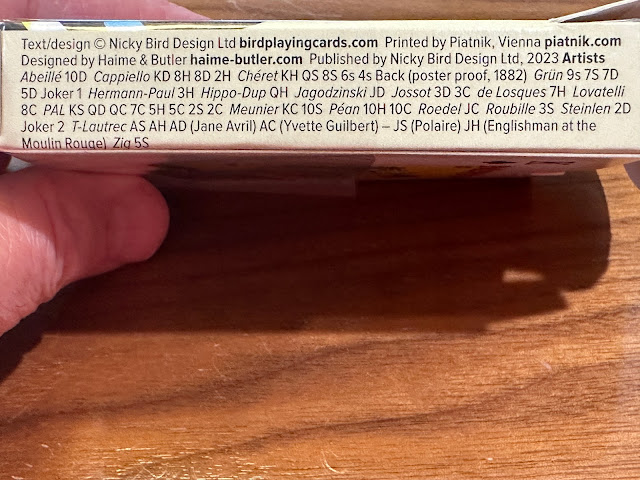 Text/design © Nicky Bird Design Ltd birdplayingcards.com Printed by Piatnik, Vienna piatnik.com
Designed by Haime & Butler haime-butler.com Published by Nicky Bird Design Ltd, 2023 Artists
Abeillé 10D Cappiello KD 8H 8D 2H Chéret KH QS 8S 6s 4s Back (poster proof, 1882) Grün 9s 7S 7D
5D Joker 1 Hermann-Paul 3H Hippo-Dup QH Jagodzinski JD Jossot 3D 3C de Losques 7H Lovatelli
8C PAL KS QD QC 7C 5H 5C 2S 2C Meunier KC 10S Péan 10H 10C Roedel JC Roubille 3S Steinlen 2D
Joker 2 T-Lautrec AS AH AD (Jane Avril) AC (Yvette Guilbert) – JS (Polaire) JH (Englishman at the
Moulin Rouge) Zig 5S